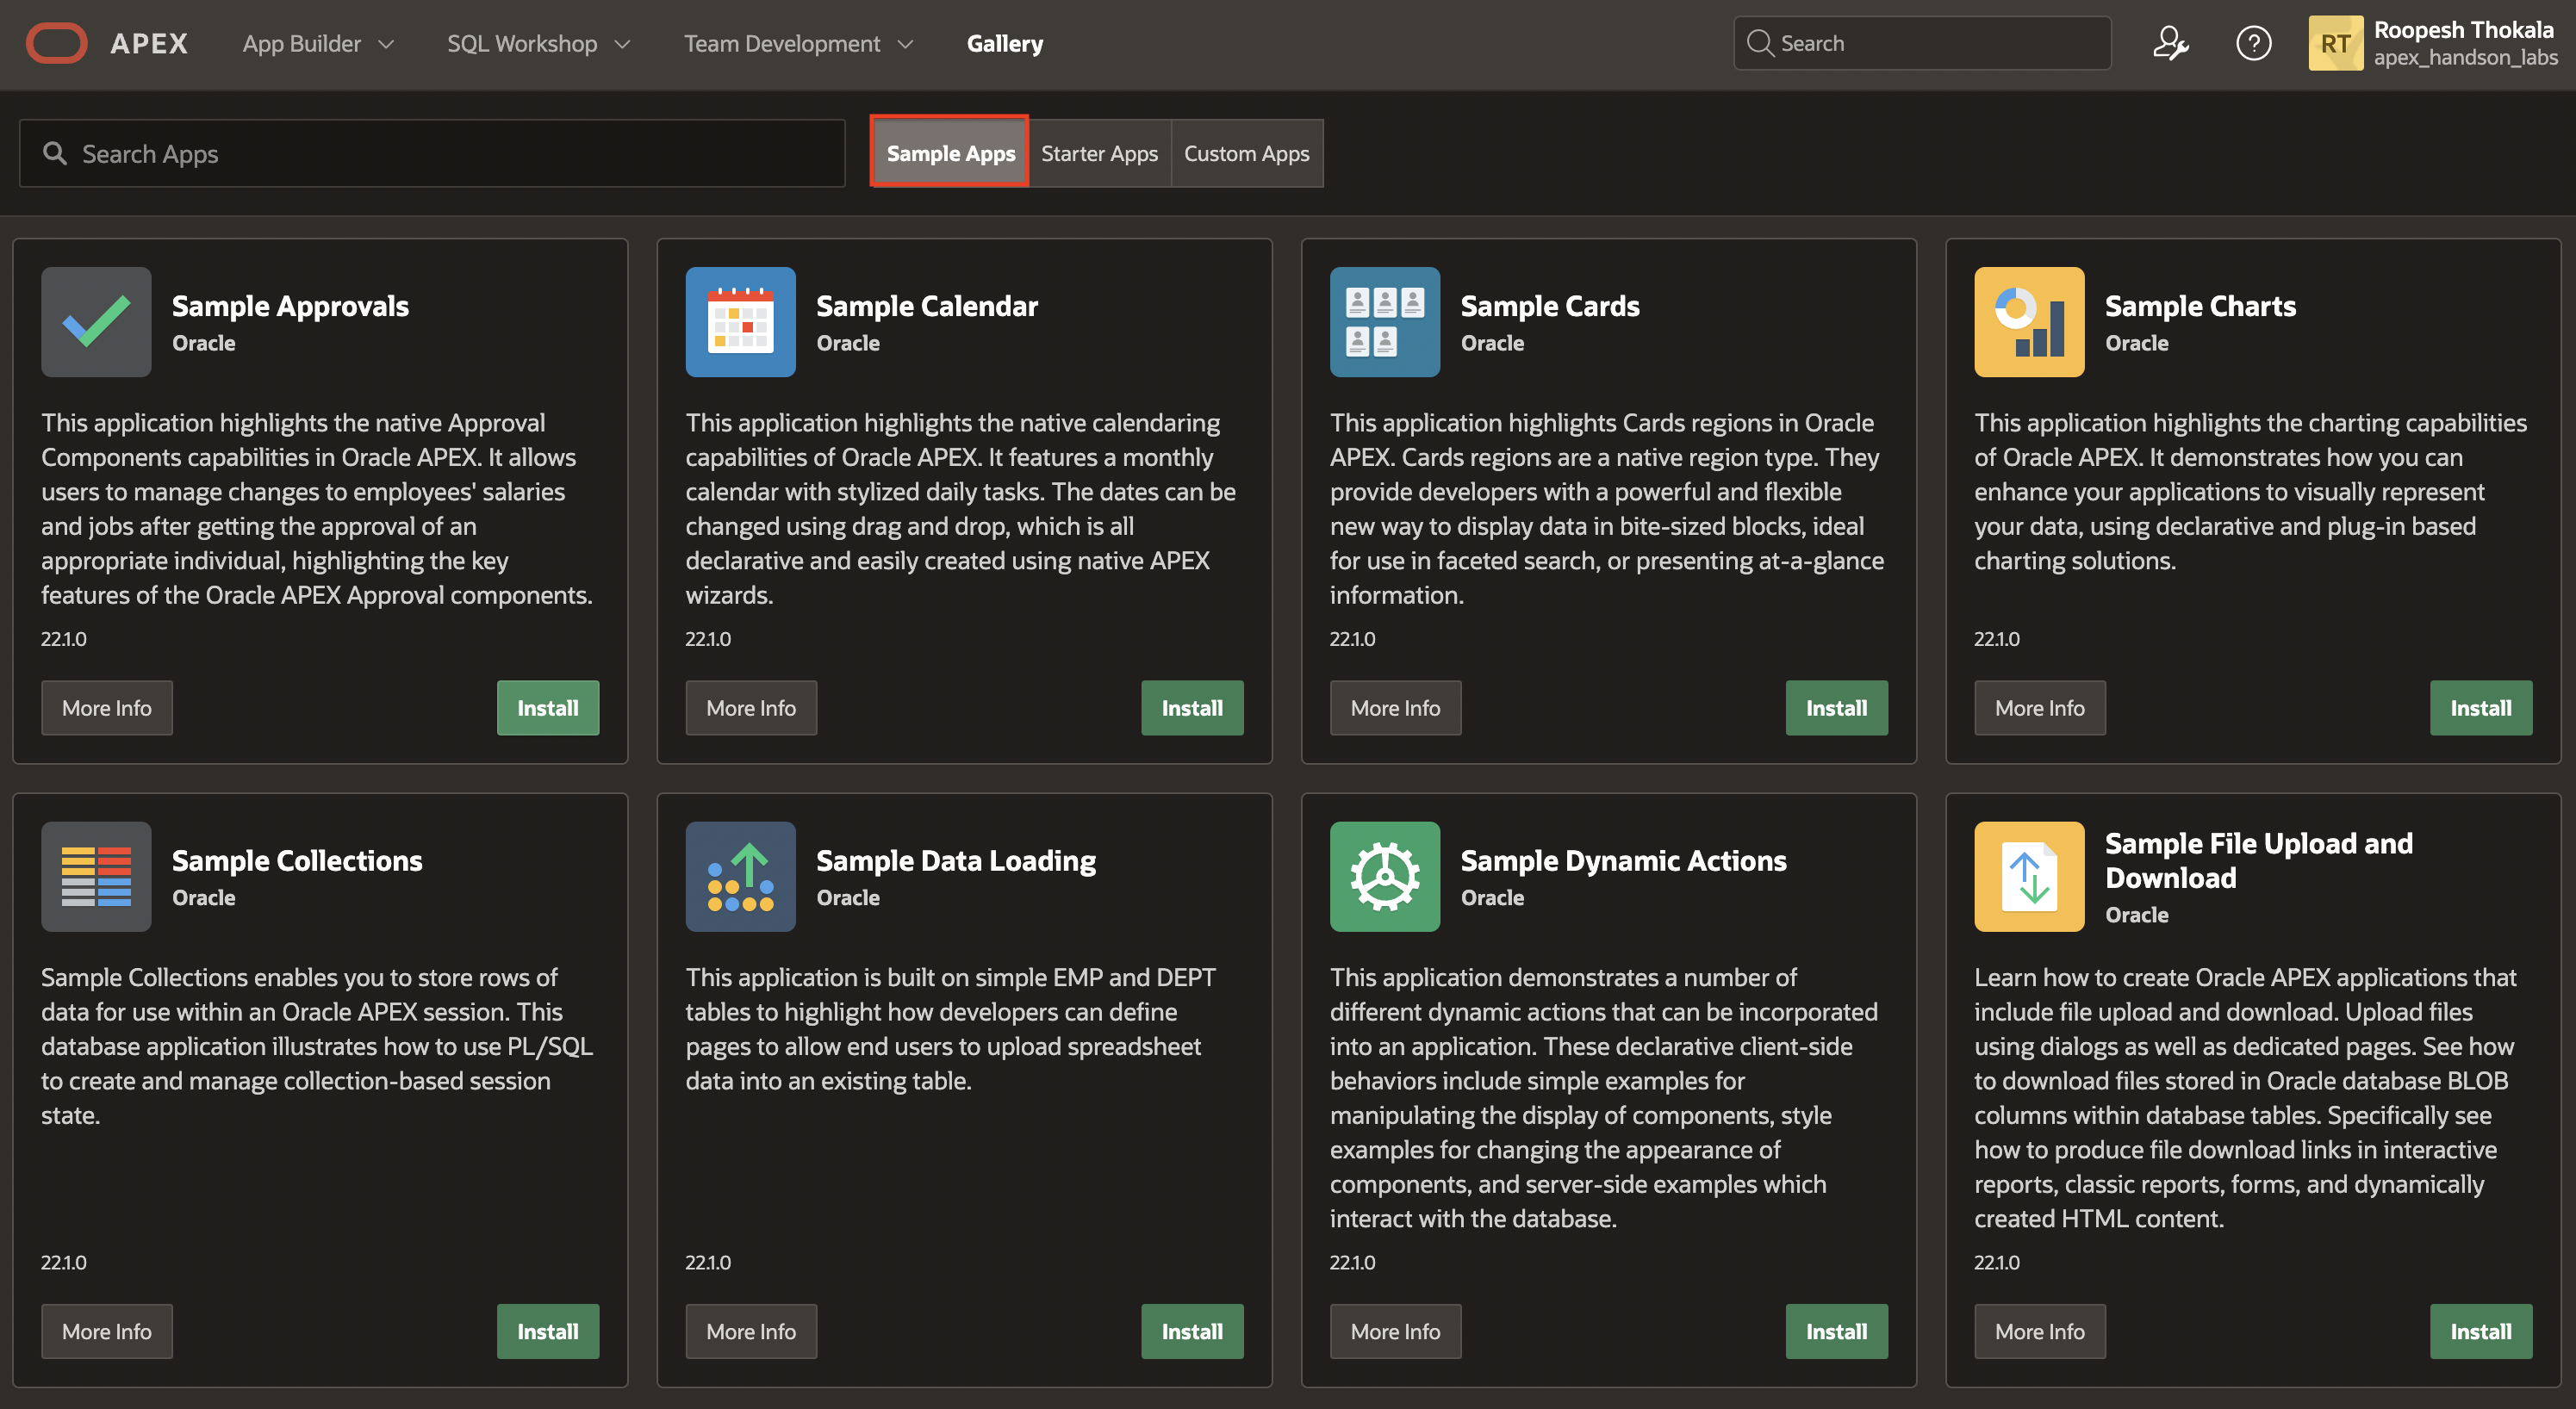 APEX
App Builder
SQL Workshop
Team Development
Gallery
Search
RT
Roopesh Thokala
apex_handson_labs
Search Apps
Sample Apps
Starter Apps
Custom Apps
Sample Approvals
Oracle
This application highlights the native Approval
Components capabilities in Oracle APEX. It allows
users to manage changes to employees' salaries
and jobs after getting the approval of an
appropriate individual, highlighting the key
features of the Oracle APEX Approval components.
22.1.0
More Info
Install
Sample Calendar
Oracle
This application highlights the native calendaring
capabilities of Oracle APEX. It features a monthly
calendar with stylized daily tasks. The dates can be
changed using drag and drop, which is all
declarative and easily created using native APEX
wizards.
22.1.0
More Info
Install
Sample Cards
Oracle
This application highlights Cards regions in Oracle
APEX. Cards regions are a native region type. They
provide developers with a powerful and flexible
new way to display data in bite-sized blocks, ideal
for use in faceted search, or presenting at-a-glance
information.
22.1.0
More Info
Install
Sample Charts
Oracle
This application highlights the charting capabilities
of Oracle APEX. It demonstrates how you can
enhance your applications to visually represent
your data, using declarative and plug-in based
charting solutions.
22.1.0
More Info
Install
Sample Collections
Oracle
Sample Collections enables you to store rows of
data for use within an Oracle APEX session. This
database application illustrates how to use PL/SQL
to create and manage collection-based session
state.
22.1.0
More Info
Install
Sample Data Loading
Oracle
This application is built on simple EMP and DEPT
tables to highlight how developers can define
pages to allow end users to upload spreadsheet
data into an existing table.
22.1.0
More Info
Install
Sample Dynamic Actions
Oracle
This application demonstrates a number of
different dynamic actions that can be incorporated
into an application. These declarative client-side
behaviors include simple examples for
manipulating the display of components, style
examples for changing the appearance of
components, and server-side examples which
interact with the database.
22.1.0
More Info
Install
Sample File Upload and
Download
Oracle
Learn how to create Oracle APEX applications that
include file upload and download. Upload files
using dialogs as well as dedicated pages. See how
to download files stored in Oracle database BLOB
columns within database tables. Specifically see
how to produce file download links in interactive
reports, classic reports, forms, and dynamically
created HTML content.
22.1.0
More Info
Install